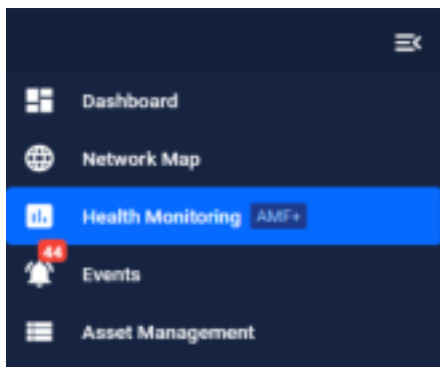 Dashboard
Network Map
Health Monitoring AMF+
44
Events
Asset Management